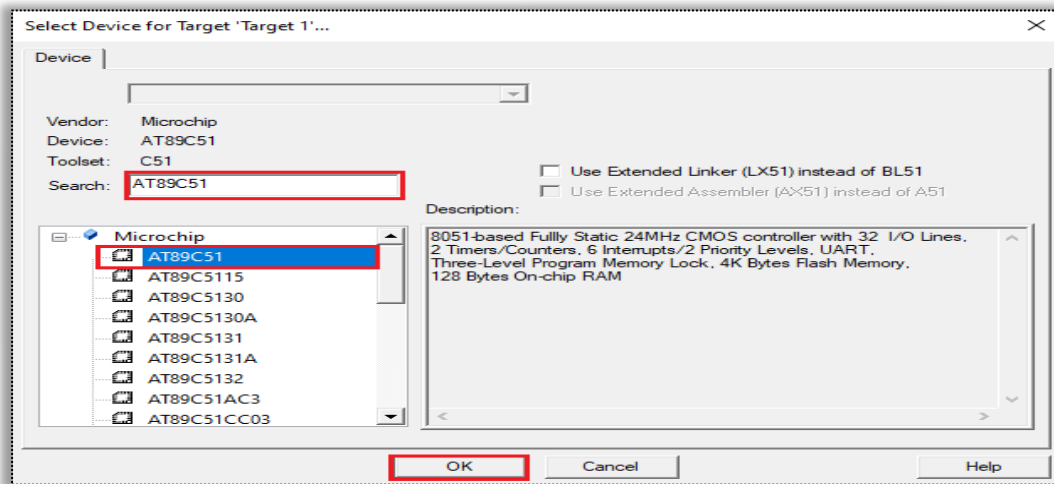 Select Device for Target 'Target 1'...
Device
Vendor: Microchip
Device: AT89C51
Toolset: C51
Search: AT89C51
Use Extended Linker (LX51) instead of BL51
Use Extended Assembler (AX51) instead of A51
Description:
Microchip
AT89C51
AT89C5115
AT89C5130
AT89C5130A
AT89C5131
AT89C5131A
AT89C5132
AT89C51AC3
AT89C51CC03
8051-based Fullly Static 24MHz CMOS controller with 32 I/O Lines,
2 Timers/Counters, 6 Interrupts/2 Priority Levels, UART,
Three-Level Program Memory Lock, 4K Bytes Flash Memory,
128 Bytes On-chip RAM
OK
Cancel
Help